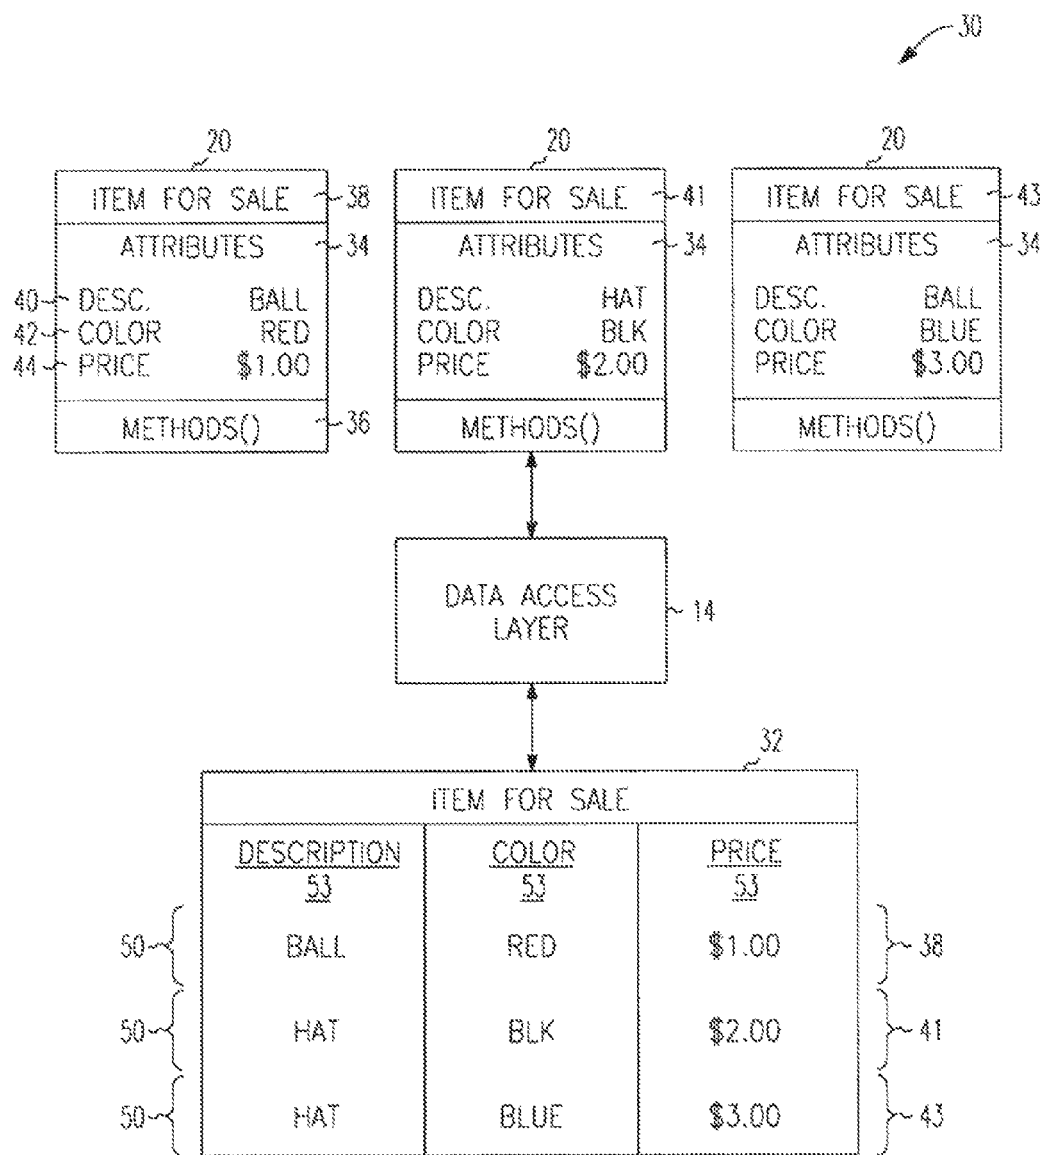 30
20 20 20
ITEM FOR SALE 38 ITEM FOR SALE 41 ITEM FOR SALE 43
ATTRIBUTES 34 ATTRIBUTES 34 ATTRIBUTES 34
40 DESC. BALL DESC. HAT DESC. BALL
42 COLOR RED COLOR BLK COLOR BLUE
44 PRICE $1.00 PRICE $2.00 PRICE $3.00
METHODS() 36 METHODS() METHODS()
DATA ACCESS
LAYER 14
32
ITEM FOR SALE
DESCRIPTION COLOR PRICE
53 53 53
50 BALL RED $1.00 38
50 HAT BLK $2.00 41
50 HAT BLUE $3.00 43